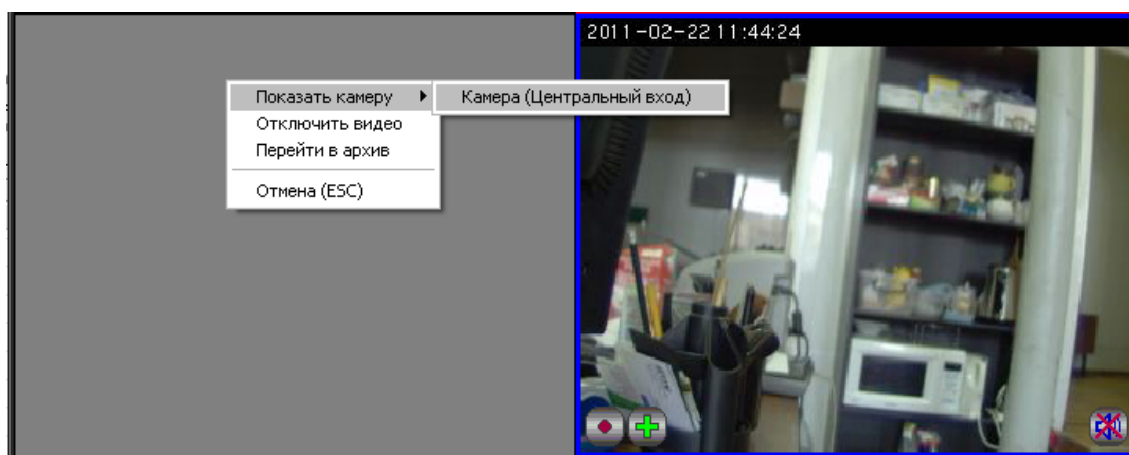 2011-02-22 11:44:24
Показать камеру
Камера (Центральный вход)
Отключить видео
Перейти в архив
Отмена (ESC)